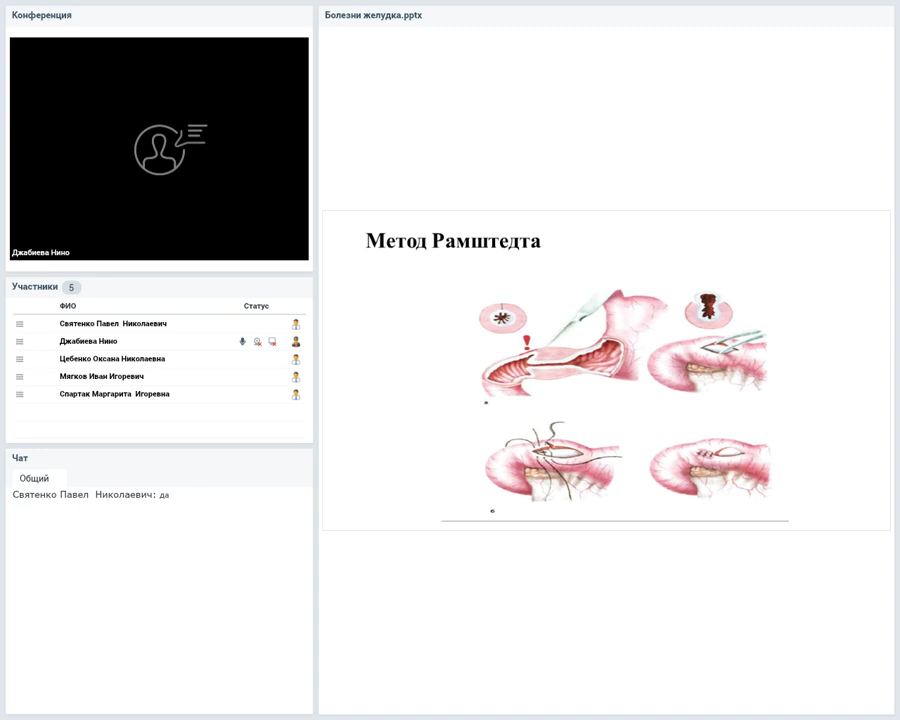 Конференция
Джабиева Нино
Участники 5
ФИО Статус
Святенко Павел Николаевич
Джабиева Нино
Цебенко Оксана Николаевна
Мягков Иван Игоревич
Спартак Маргарита Игоревна
Чат
Общий
Святенко Павел Николаевич: да
Болезни желудка.pptx
Метод Рамштедта
!